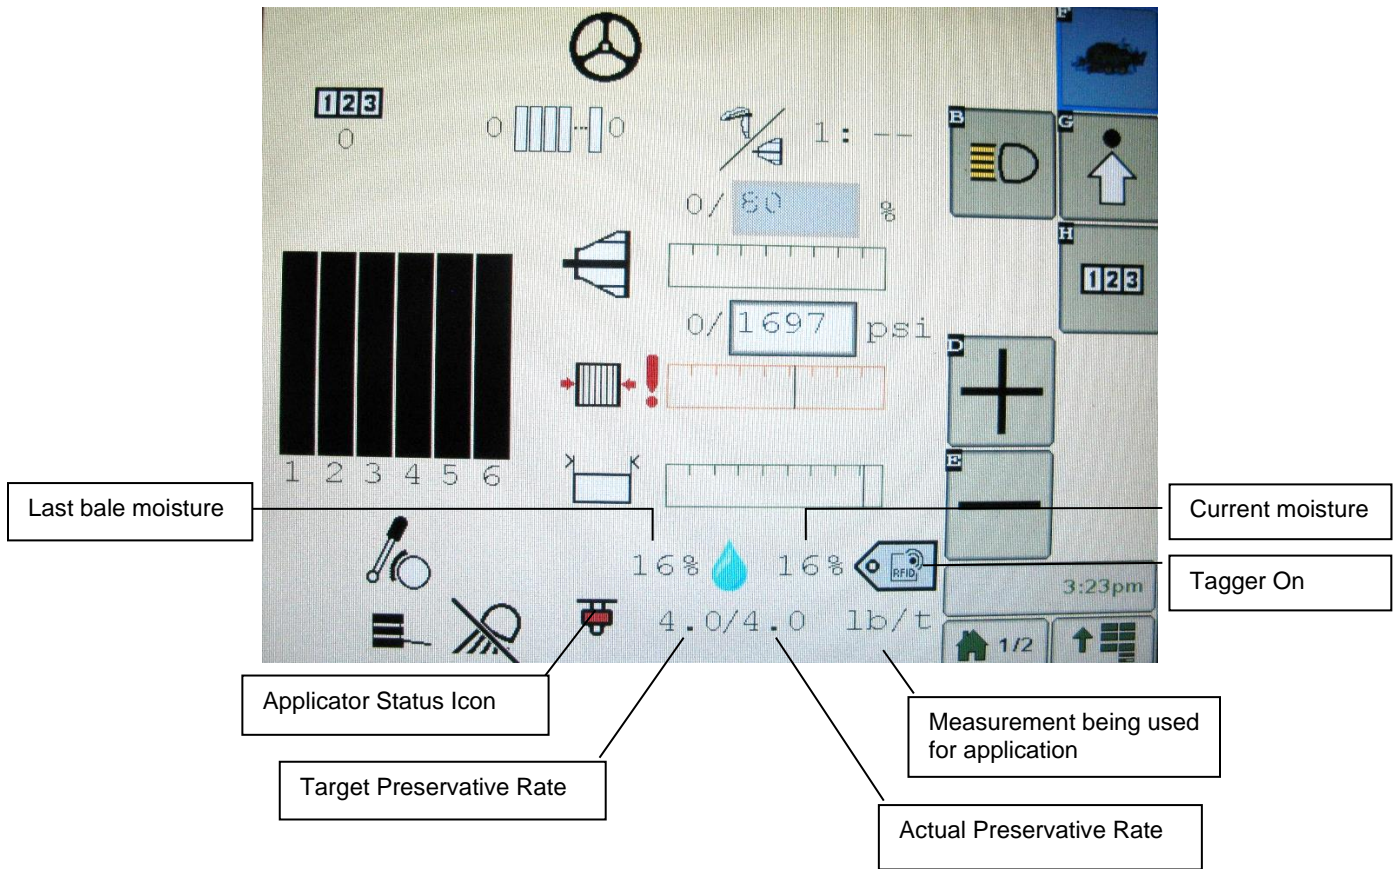 F
123
0
0
0
1: --
B
G
0/ 80 %
H
123
0/ 1697 psi
D
1 2 3 4 5 6
E
Last bale moisture
Current moisture
16% 16%
RFID
Tagger On
3:23pm
4.0/4.0 lb/t
1/2
Applicator Status Icon
Measurement being used
for application
Target Preservative Rate
Actual Preservative Rate